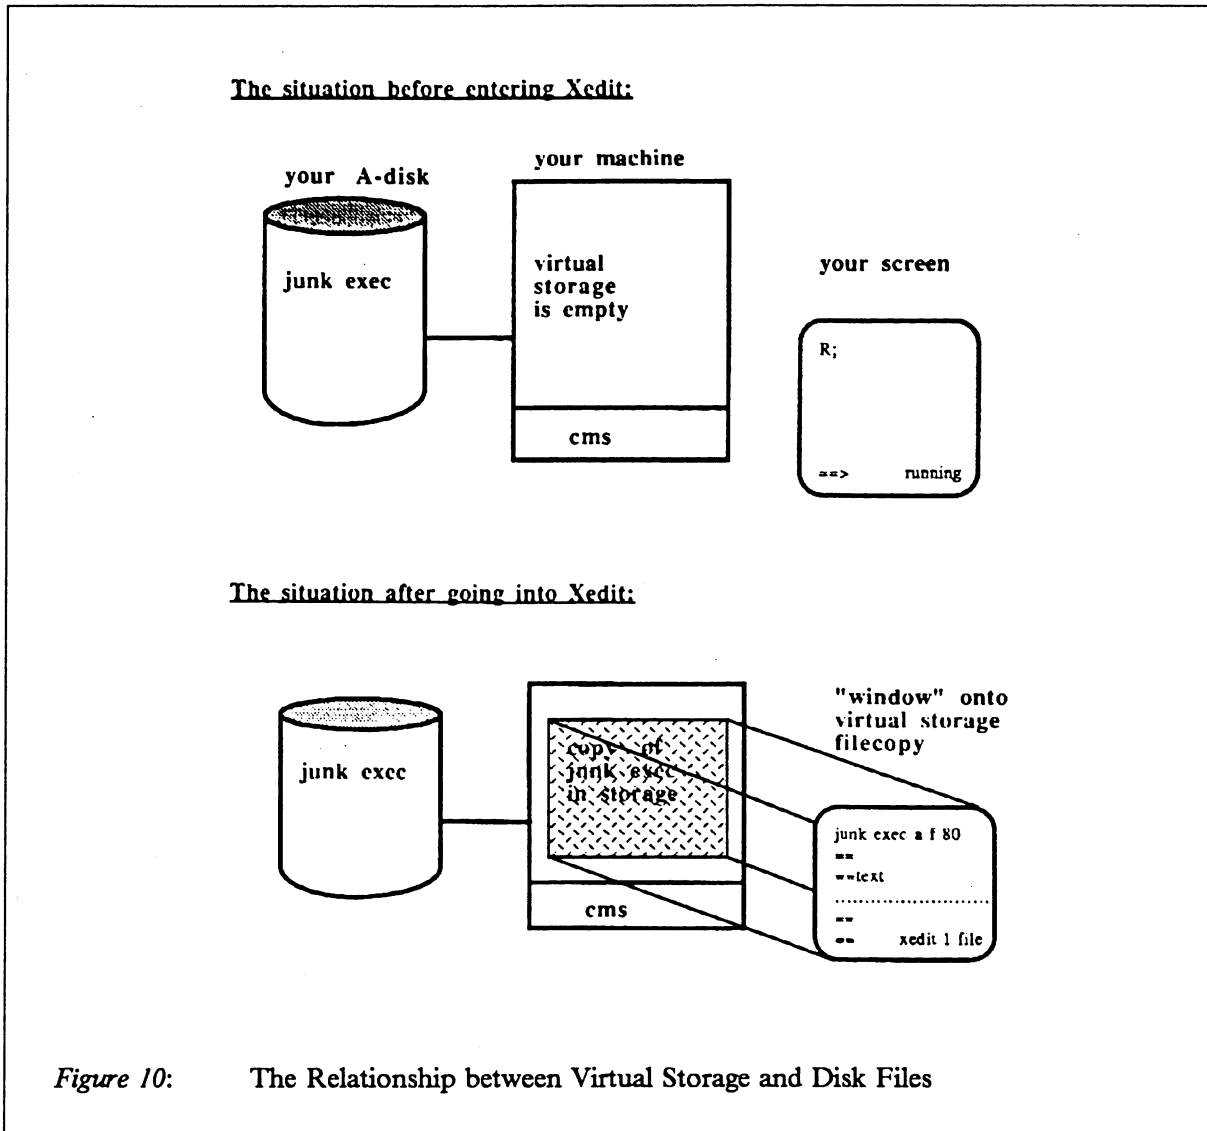 The situation before entering Xedit:
your A-disk
your machine
junk exec
virtual
storage
is empty
cms
your screen
R;
==> running
The situation after going into Xedit:
junk exec
copy of
junk exec
in storage
cms
"window" onto
virtual storage
filecopy
junk exec a f 80
==
==text
..............................
==
== xedit 1 file
Figure 10: The Relationship between Virtual Storage and Disk Files